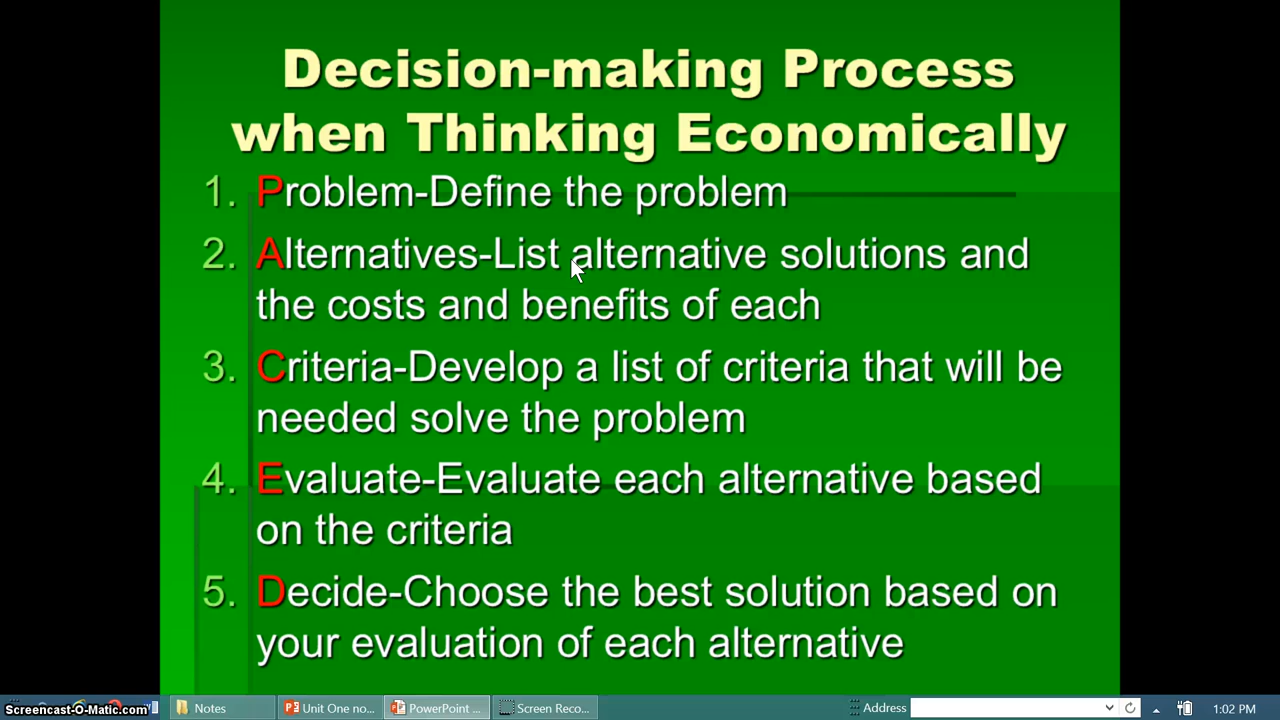 Decision-making Process
when Thinking Economically
1. Problem-Define the problem
2. Alternatives-List alternative solutions and
the costs and benefits of each
3. Criteria-Develop a list of criteria that will be
needed solve the problem
4. Evaluate-Evaluate each alternative based
on the criteria
5. Decide-Choose the best solution based on
your evaluation of each alternative
Screencast-O-Matic.com
Notes
Unit One no...
PowerPoint ...
Screen Reco...
Address
1:02 PM